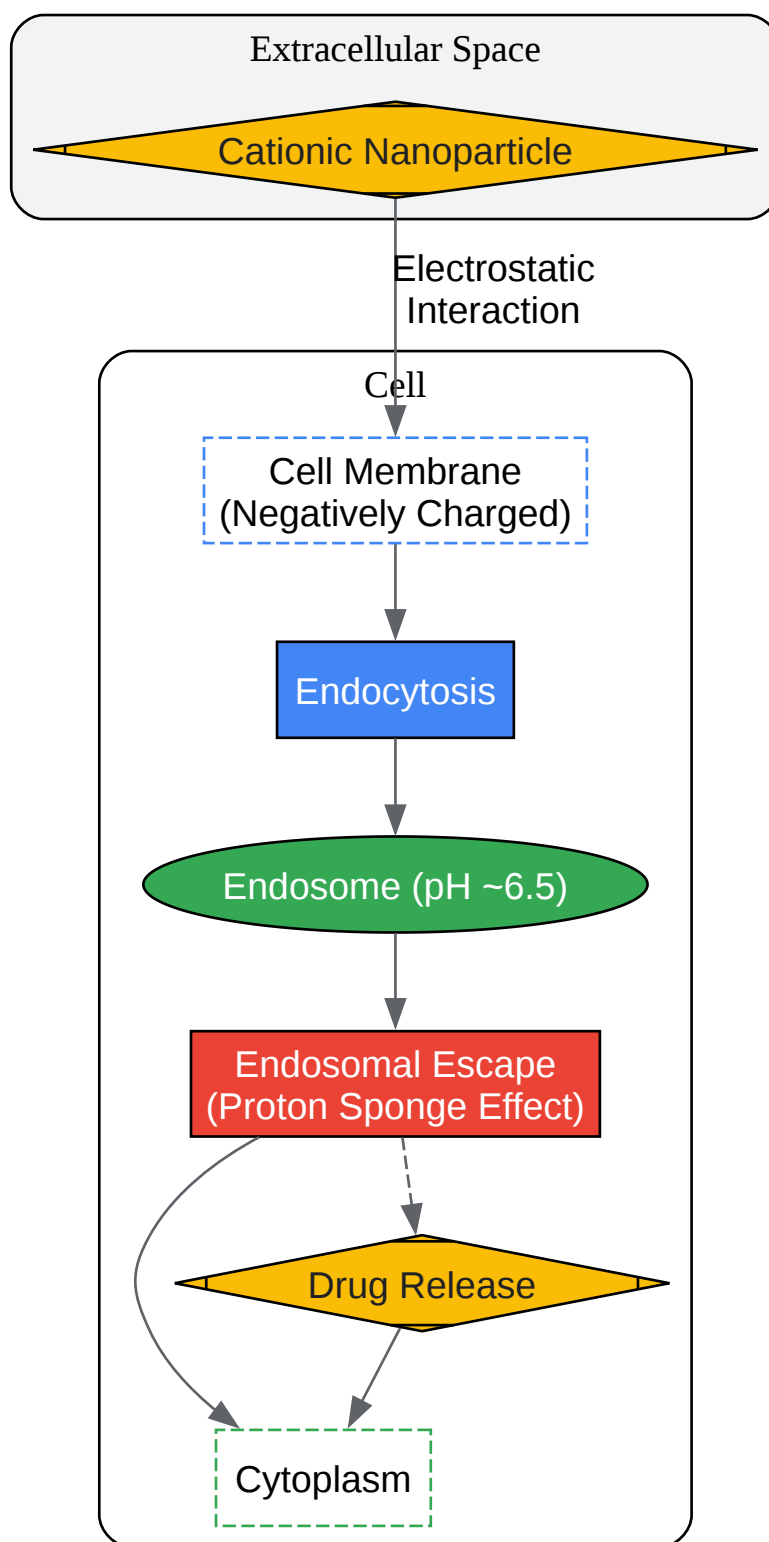 Extracellular Space
Cationic Nanoparticle
Electrostatic
Interaction
Cell
Cell Membrane
(Negatively Charged)
Endocytosis
Endosome (pH ~6.5)
Endosomal Escape
(Proton Sponge Effect)
Drug Release
Cytoplasm